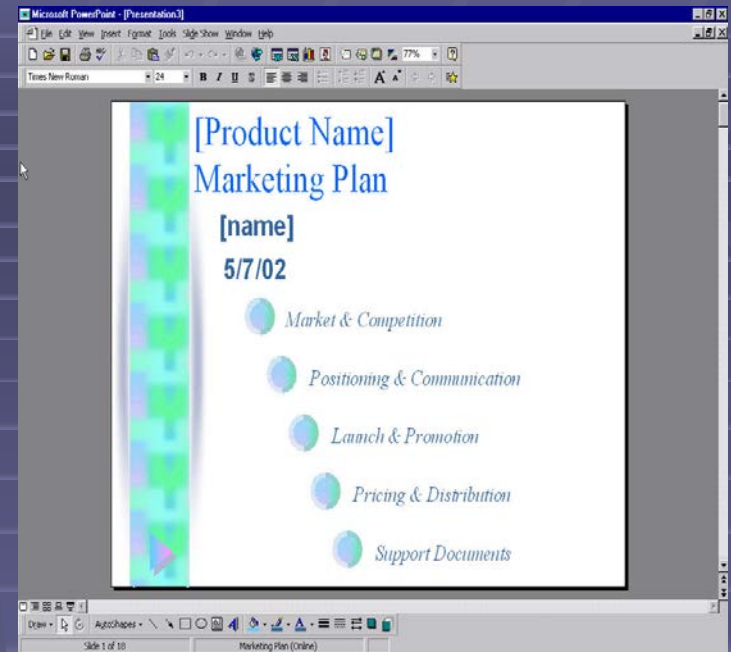 Microsoft PowerPoint - [Presentation3]
File Edit View Insert Format Tools Slide Show Window Help
77%
Times New Roman 24 B I U S A A
[Product Name]
Marketing Plan
[name]
5/7/02
Market & Competition
Positioning & Communication
Launch & Promotion
Pricing & Distribution
Support Documents
Draw AutoShapes
Slide 1 of 18 Marketing Plan (Online)